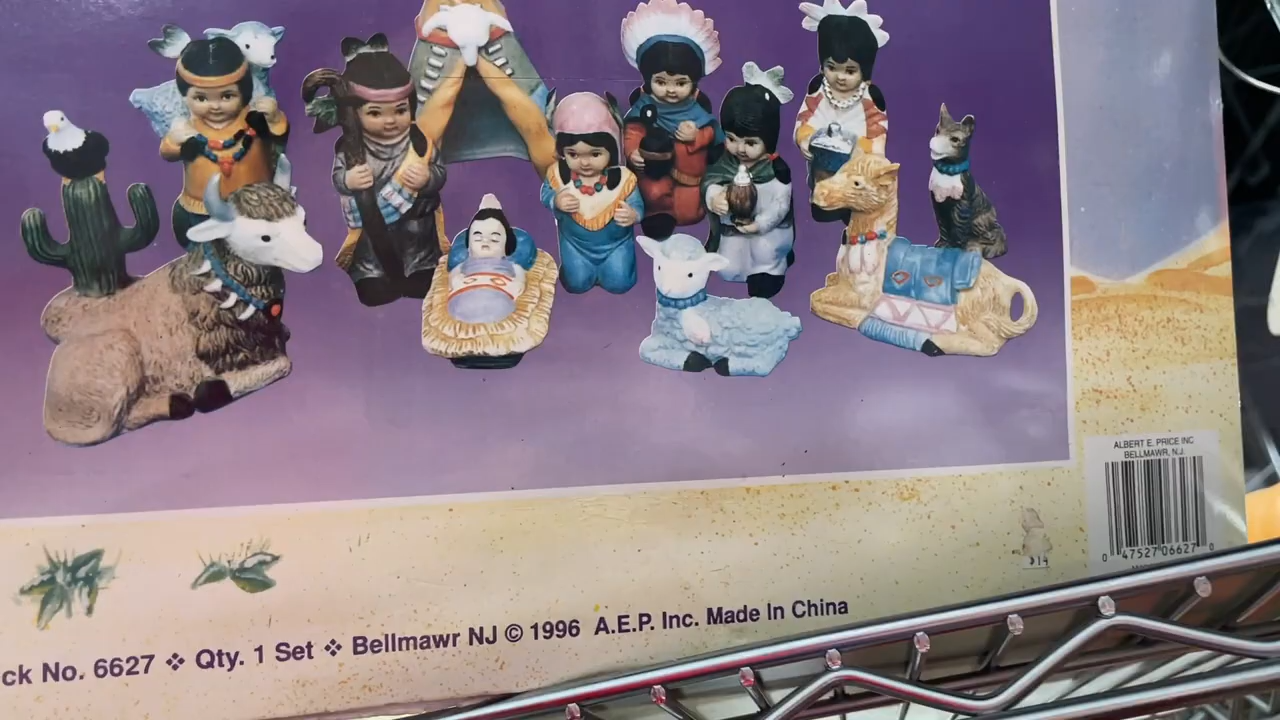 ALBERT E. PRICE INC
BELLMAWR, N.J.
0 47527 06627 0
$14
ck No. 6627 ❖ Qty. 1 Set ❖ Bellmawr NJ © 1996 A.E.P. Inc. Made In China